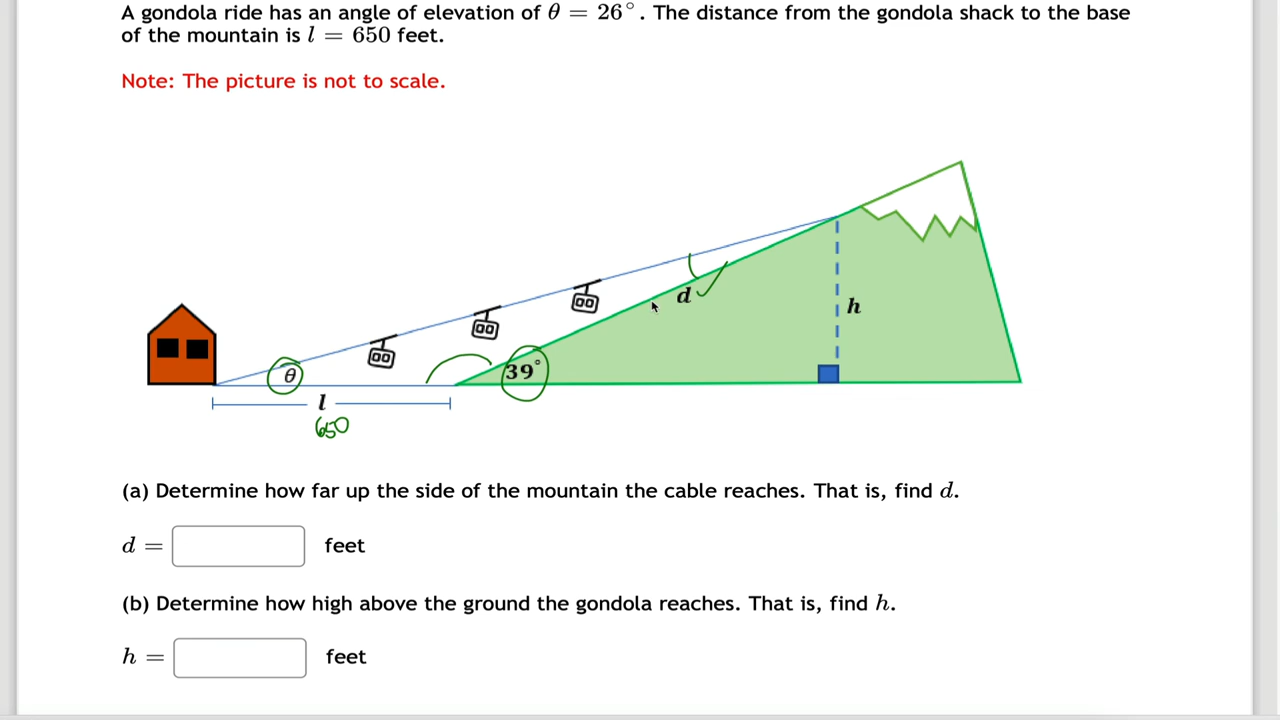 A gondola ride has an angle of elevation of θ = 26°. The distance from the gondola shack to the base
of the mountain is l = 650 feet.
Note: The picture is not to scale.
h
d
39°
θ
l
650
(a) Determine how far up the side of the mountain the cable reaches. That is, find d.
d = feet
(b) Determine how high above the ground the gondola reaches. That is, find h.
h = feet